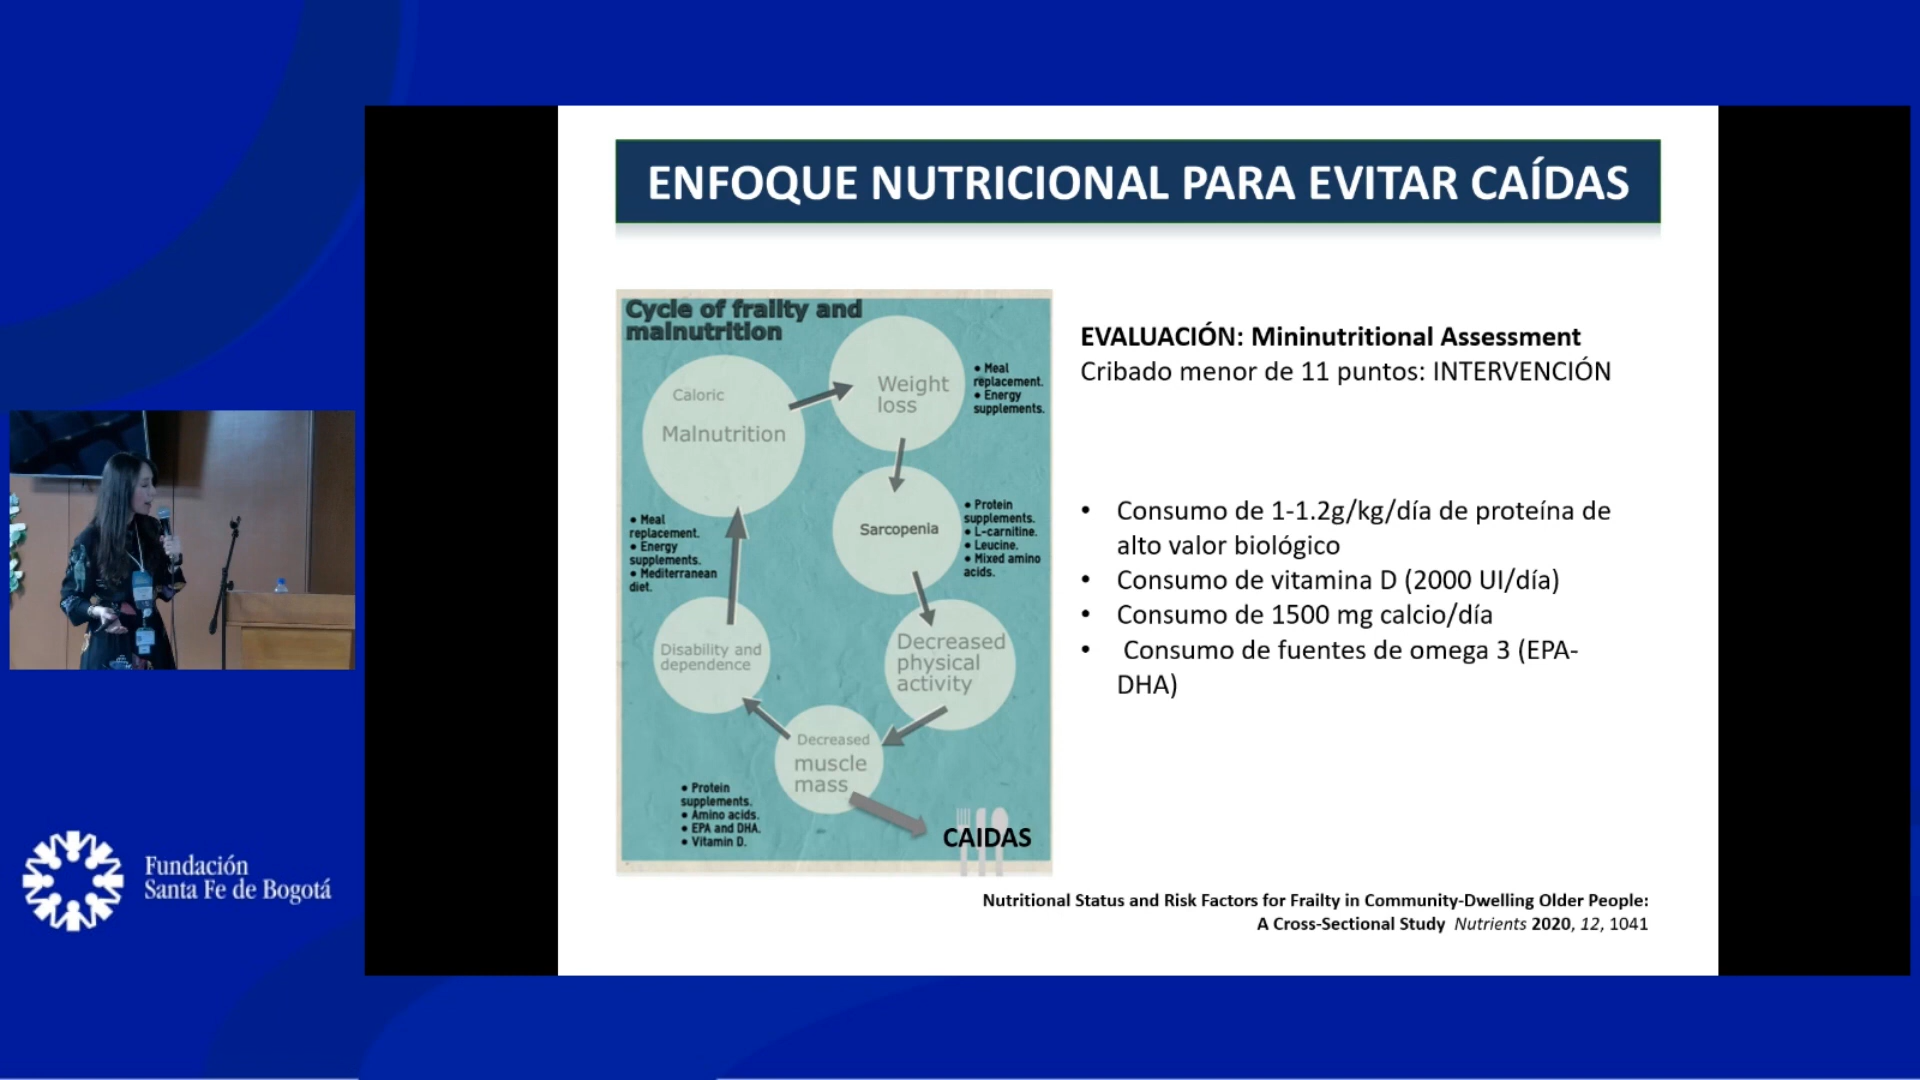 ENFOQUE NUTRICIONAL PARA EVITAR CAÍDAS
Cycle of frailty and
malnutrition
Caloric
Malnutrition
Weight
loss
• Meal
replacement.
• Energy
supplements.
Sarcopenia
• Protein
supplements.
• L-carnitine.
• Leucine.
• Mixed amino
acids.
Decreased
physical
activity
Decreased
muscle
mass
• Protein
supplements.
• Amino acids.
• EPA and DHA.
• Vitamin D.
Disability and
dependence
• Meal
replacement.
• Energy
supplements.
• Mediterranean
diet.
CAIDAS
EVALUACIÓN: Mininutritional Assessment
Cribado menor de 11 puntos: INTERVENCIÓN
• Consumo de 1-1.2g/kg/día de proteína de
alto valor biológico
• Consumo de vitamina D (2000 UI/día)
• Consumo de 1500 mg calcio/día
• Consumo de fuentes de omega 3 (EPA-
DHA)
Nutritional Status and Risk Factors for Frailty in Community-Dwelling Older People:
A Cross-Sectional Study Nutrients 2020, 12, 1041
Fundación
Santa Fe de Bogotá